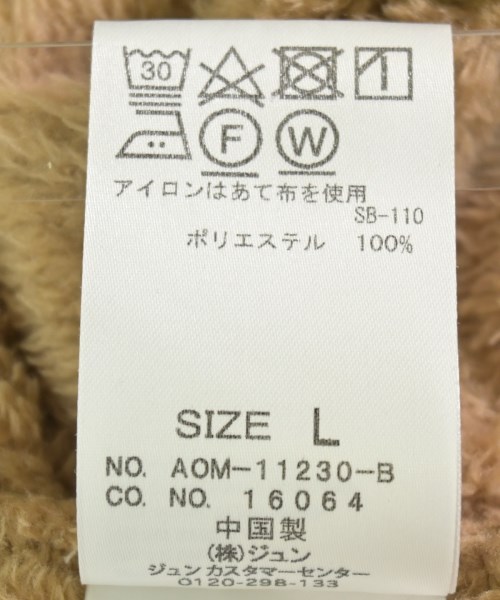 30
F W
アイロンはあて布を使用
SB-110
ポリエステル 100%
SIZE L
NO. AOM-11230-B
CO. NO. 16064
中国製
(株)ジュン
ジュンカスタマーセンター
0120-298-133